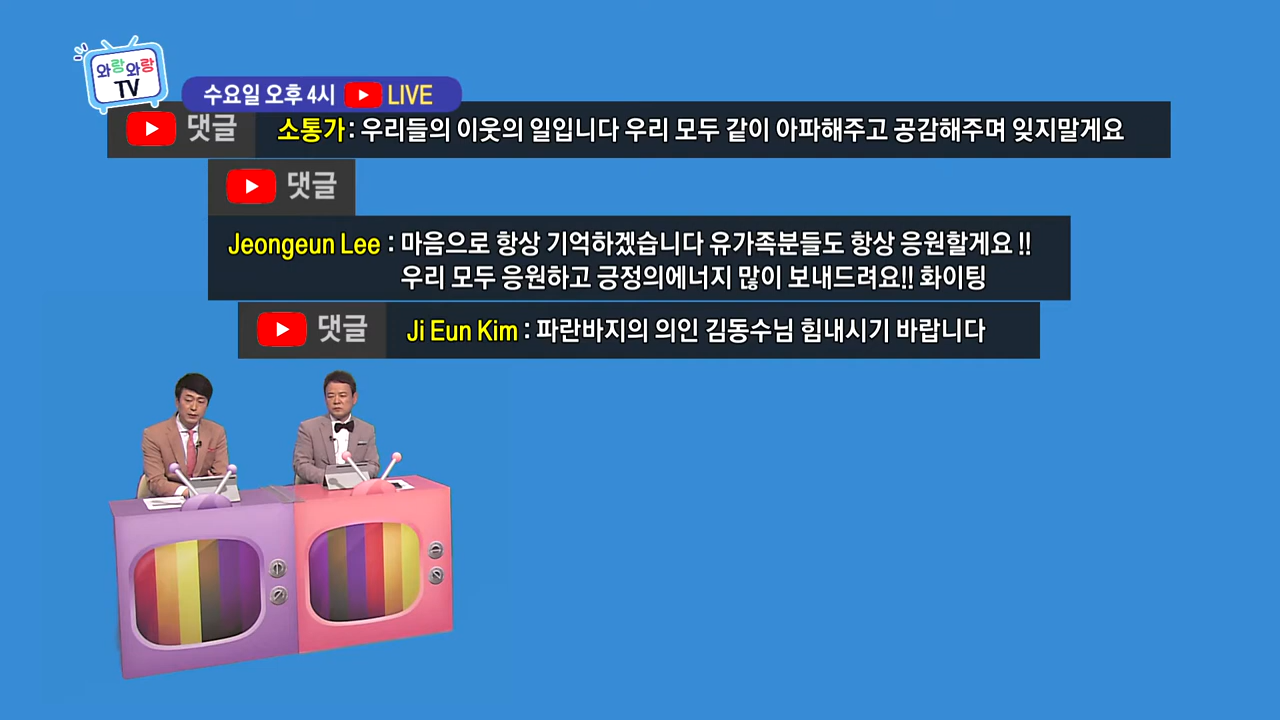 와랑와랑
TV
수요일 오후 4시 LIVE
댓글 소통가 : 우리들의 이웃의 일입니다 우리 모두 같이 아파해주고 공감해주며 잊지말게요
댓글
Jeongeun Lee : 마음으로 항상 기억하겠습니다 유가족분들도 항상 응원할게요 !!
우리 모두 응원하고 긍정의에너지 많이 보내드려요!! 화이팅
댓글 Ji Eun Kim : 파란바지의 의인 김동수님 힘내시기 바랍니다